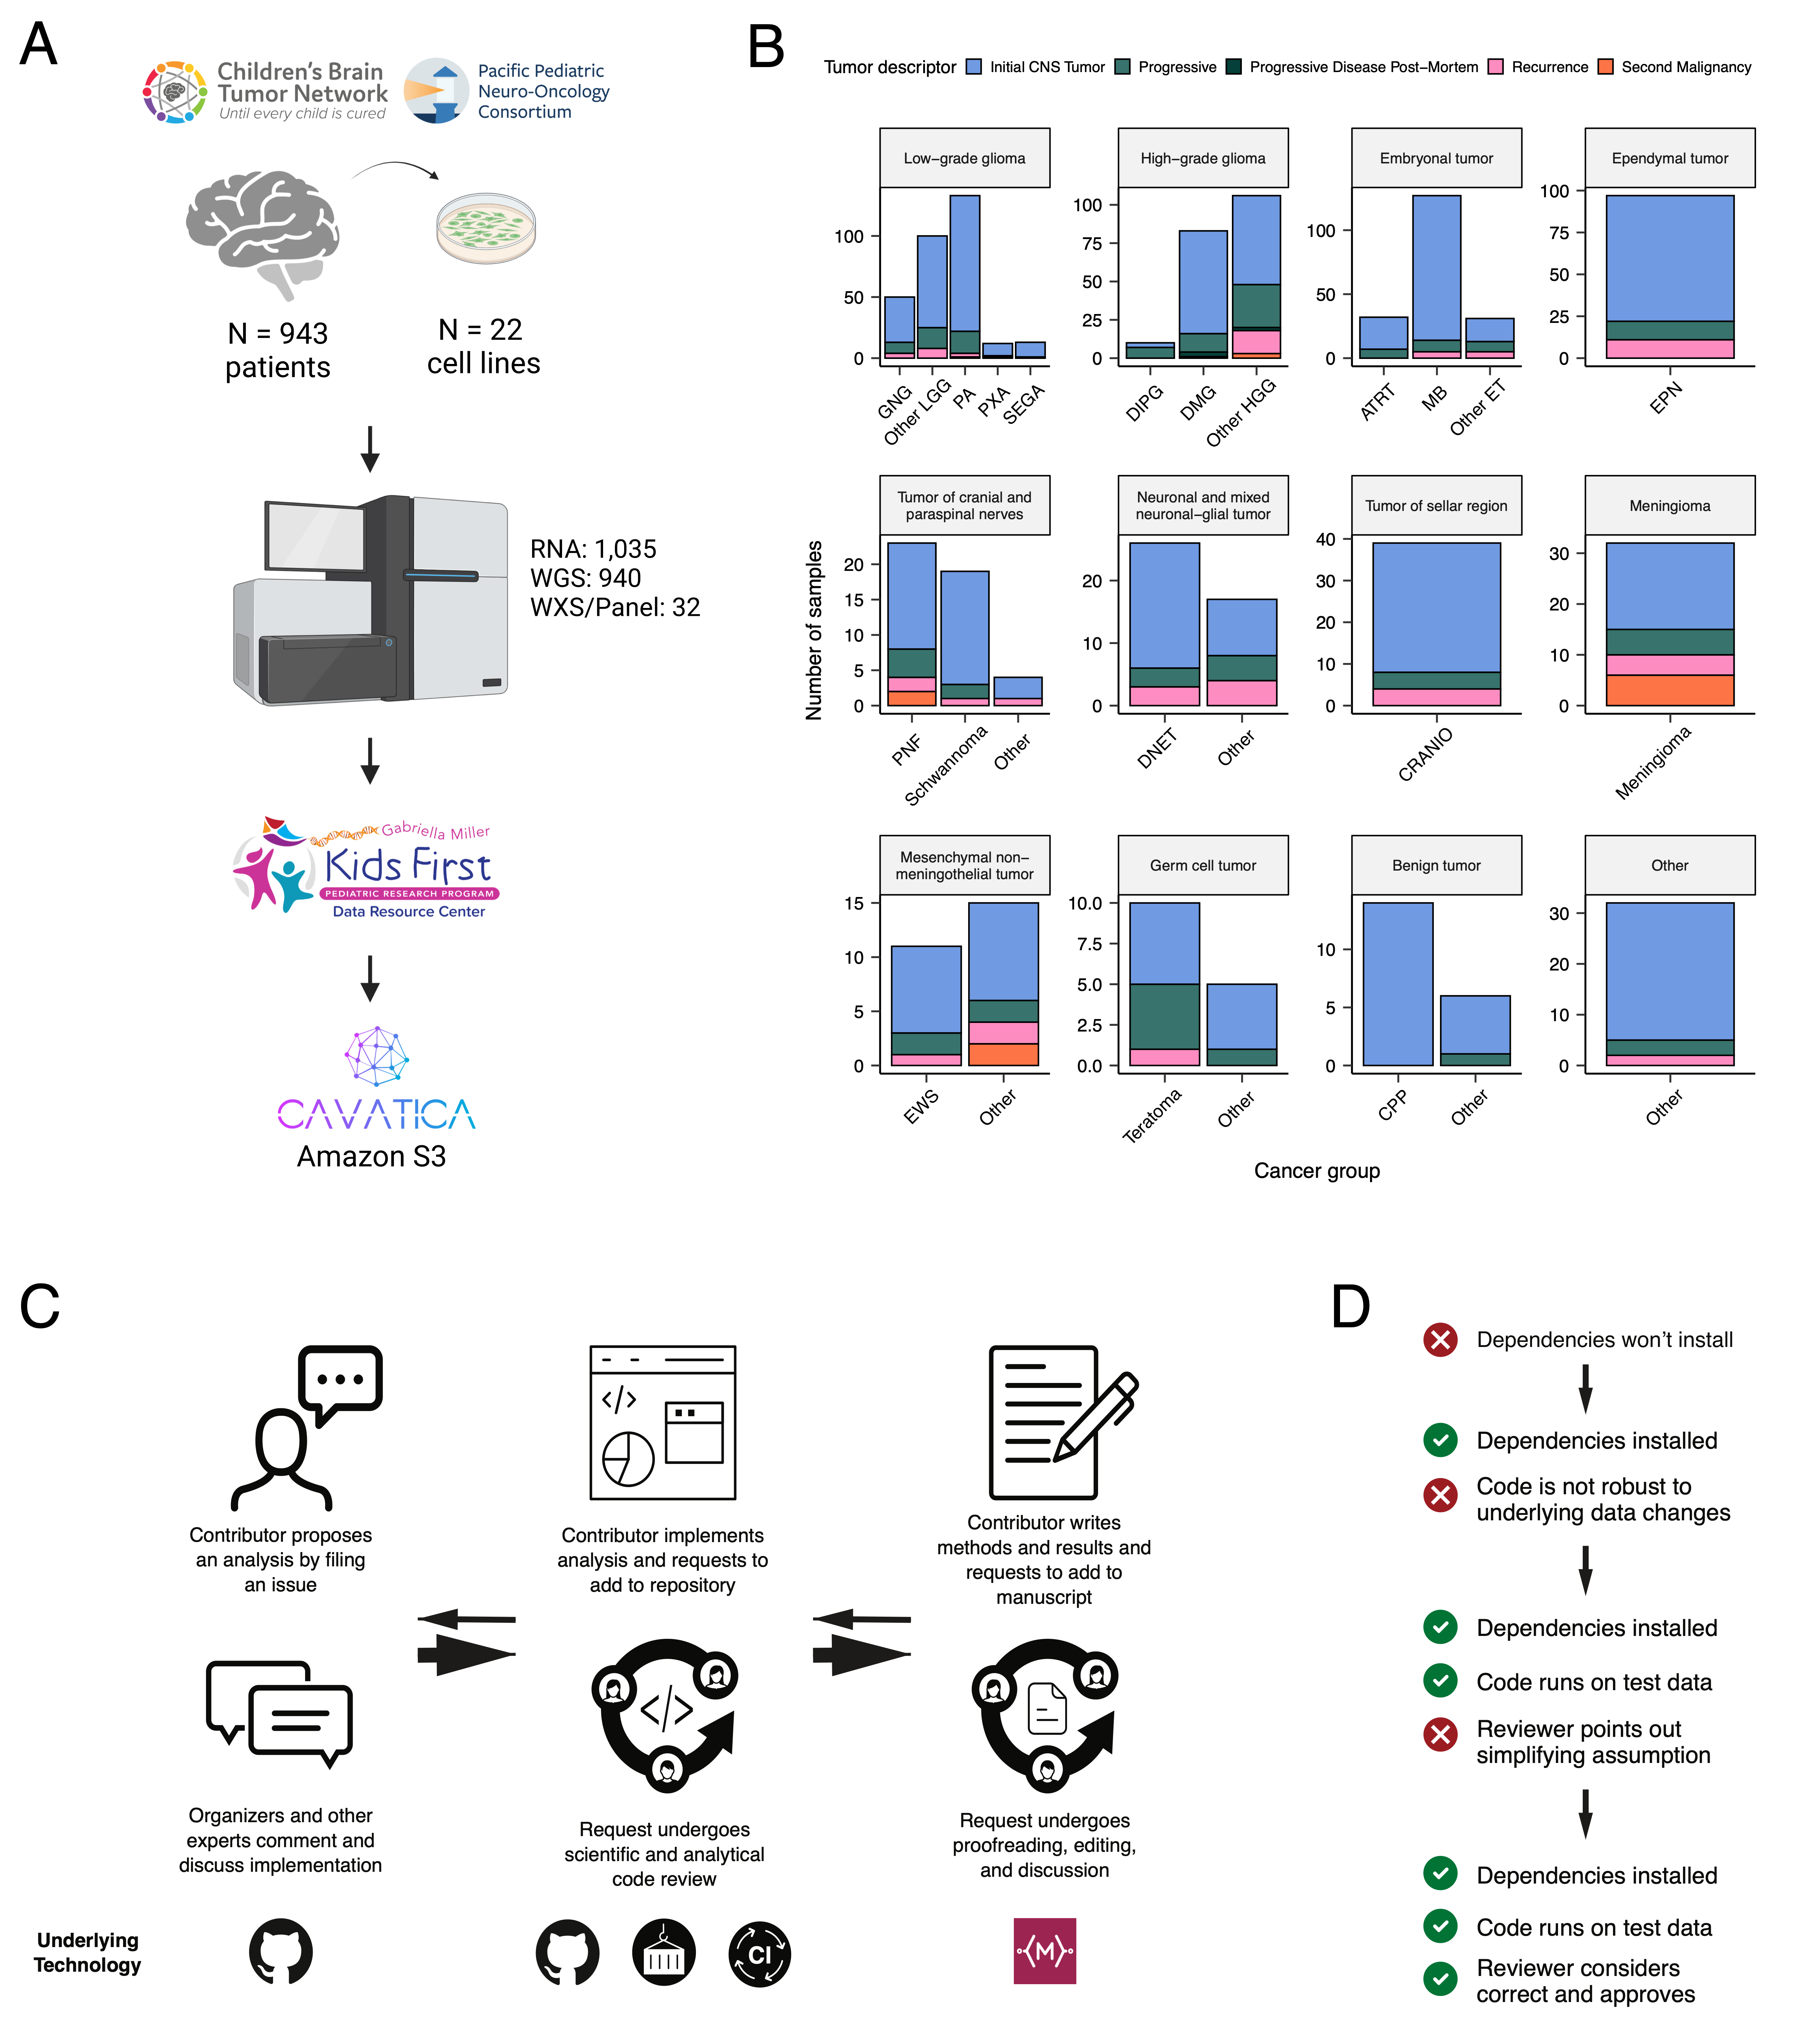 A
Children's Brain
Tumor Network
Until every child is cured
Pacific Pediatric
Neuro-Oncology
Consortium
N = 943
patients
N = 22
cell lines
RNA: 1,035
WGS: 940
WXS/Panel: 32
Gabriella Miller
Kids First
PEDIATRIC RESEARCH PROGRAM
Data Resource Center
CAVATICA
Amazon S3
B
Tumor descriptor Initial CNS Tumor Progressive Progressive Disease Post-Mortem Recurrence Second Malignancy
Number of samples
Low-grade glioma
100
50
0
GNG Other LGG PA PXA SEGA
High-grade glioma
100
75
50
25
0
DIPG DMG Other HGG
Embryonal tumor
100
50
0
ATRT MB Other ET
Ependymal tumor
100
75
50
25
0
EPN
Tumor of cranial and
paraspinal nerves
20
15
10
5
0
PNF Schwannoma Other
Neuronal and mixed
neuronal-glial tumor
20
10
0
DNET Other
Tumor of sellar region
40
30
20
10
0
CRANIO
Meningioma
30
20
10
0
Meningioma
Mesenchymal non-
meningothelial tumor
15
10
5
0
EWS Other
Germ cell tumor
10.0
7.5
5.0
2.5
0.0
Teratoma Other
Benign tumor
10
5
0
CPP Other
Other
30
20
10
0
Other
Cancer group
C
Contributor proposes
an analysis by filing
an issue
Contributor implements
analysis and requests to
add to repository
Contributor writes
methods and results and
requests to add to
manuscript
Organizers and other
experts comment and
discuss implementation
Request undergoes
scientific and analytical
code review
Request undergoes
proofreading, editing,
and discussion
Underlying
Technology
CI
M
D
Dependencies won't install
Dependencies installed
Code is not robust to
underlying data changes
Dependencies installed
Code runs on test data
Reviewer points out
simplifying assumption
Dependencies installed
Code runs on test data
Reviewer considers
correct and approves